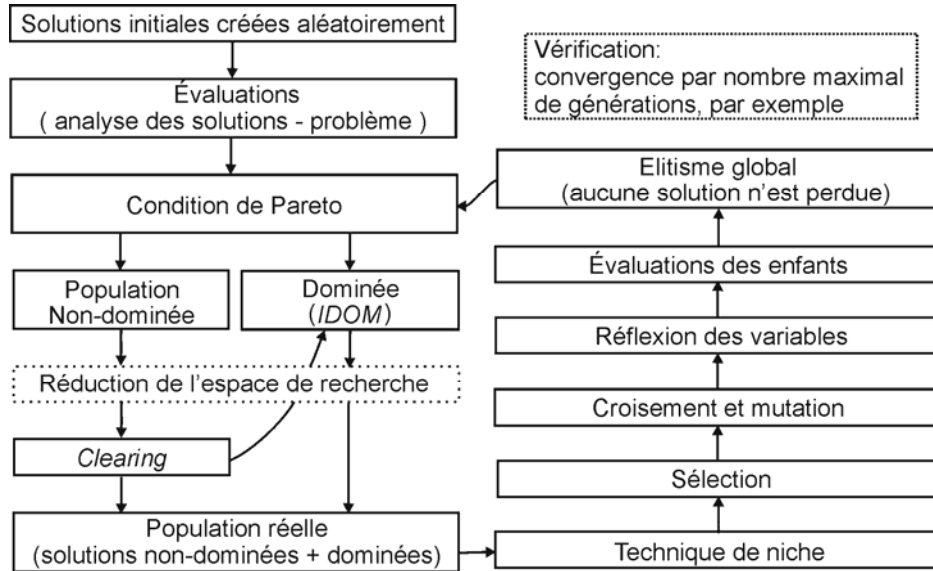 Solutions initiales créées aléatoirement
Évaluations
( analyse des solutions - problème )
Condition de Pareto
Population
Non-dominée
Dominée
(IDOM)
Réduction de l'espace de recherche
Clearing
Population réelle
(solutions non-dominées + dominées)
Vérification:
convergence par nombre maximal
de générations, par exemple
Elitisme global
(aucune solution n'est perdue)
Évaluations des enfants
Réflexion des variables
Croisement et mutation
Sélection
Technique de niche